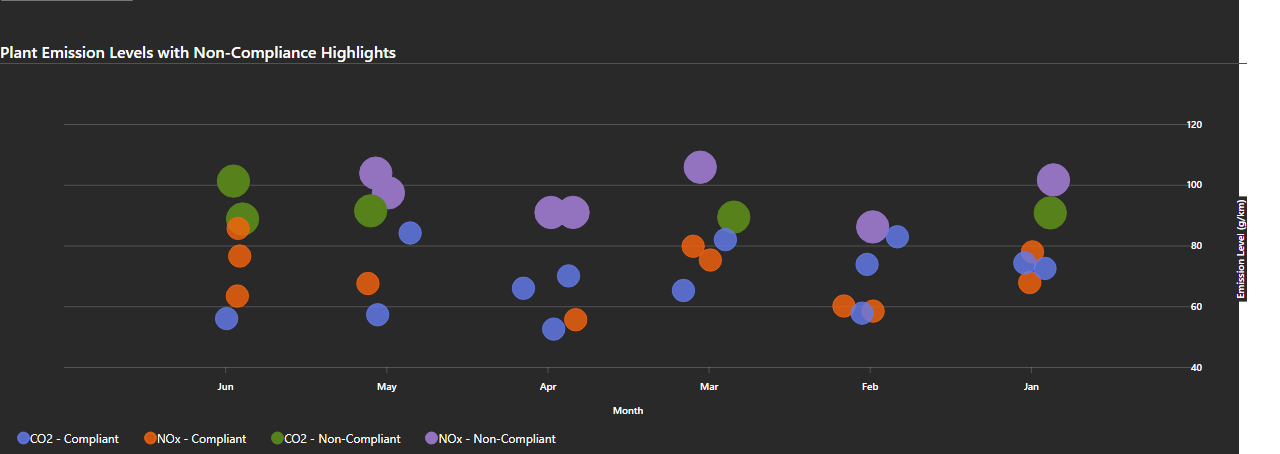 Plant Emission Levels with Non-Compliance Highlights
120
100
80
60
40
Emission Level (g/km)
Jun May Apr Mar Feb Jan
Month
CO2 - Compliant NOx - Compliant CO2 - Non-Compliant NOx - Non-Compliant